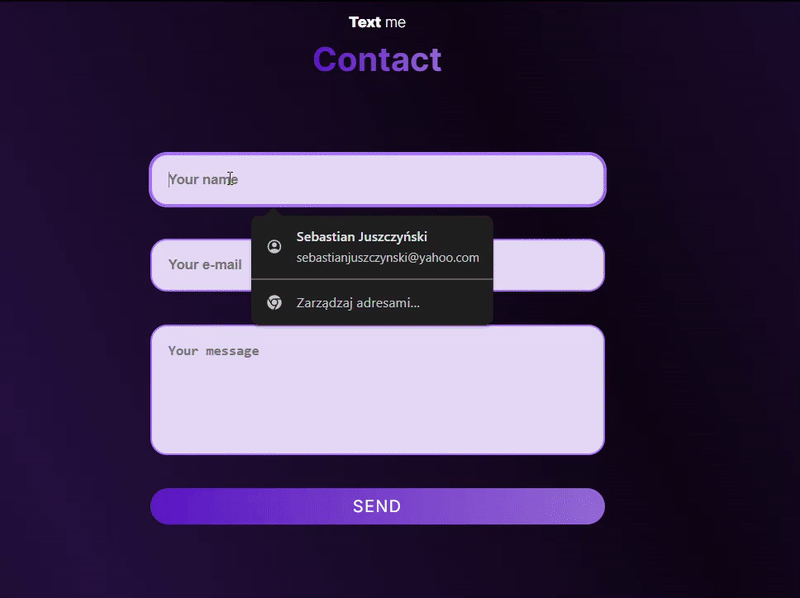 Text me
Contact
Your name
Sebastian Juszczyński
sebastianjuszczynski@yahoo.com
Your e-mail
Zarządzaj adresami...
Your message
SEND